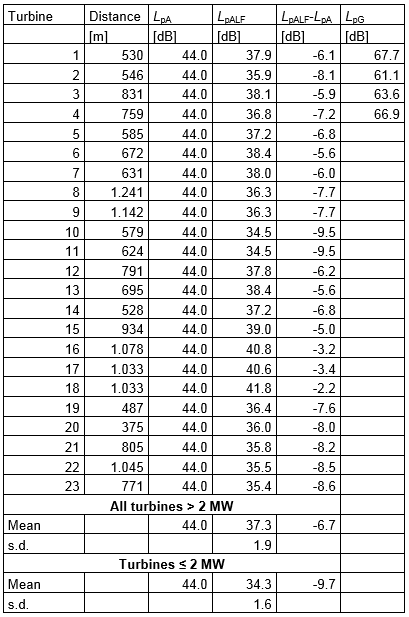 Turbine Distance LpA LpALF LpALF-LpA LpG
[m] [dB] [dB] [dB] [dB]
1 530 44.0 37.9 -6.1 67.7
2 546 44.0 35.9 -8.1 61.1
3 831 44.0 38.1 -5.9 63.6
4 759 44.0 36.8 -7.2 66.9
5 585 44.0 37.2 -6.8
6 672 44.0 38.4 -5.6
7 631 44.0 38.0 -6.0
8 1.241 44.0 36.3 -7.7
9 1.142 44.0 36.3 -7.7
10 579 44.0 34.5 -9.5
11 624 44.0 34.5 -9.5
12 791 44.0 37.8 -6.2
13 695 44.0 38.4 -5.6
14 528 44.0 37.2 -6.8
15 934 44.0 39.0 -5.0
16 1.078 44.0 40.8 -3.2
17 1.033 44.0 40.6 -3.4
18 1.033 44.0 41.8 -2.2
19 487 44.0 36.4 -7.6
20 375 44.0 36.0 -8.0
21 805 44.0 35.8 -8.2
22 1.045 44.0 35.5 -8.5
23 771 44.0 35.4 -8.6
All turbines > 2 MW
Mean 44.0 37.3 -6.7
s.d. 1.9
Turbines ≤ 2 MW
Mean 44.0 34.3 -9.7
s.d. 1.6